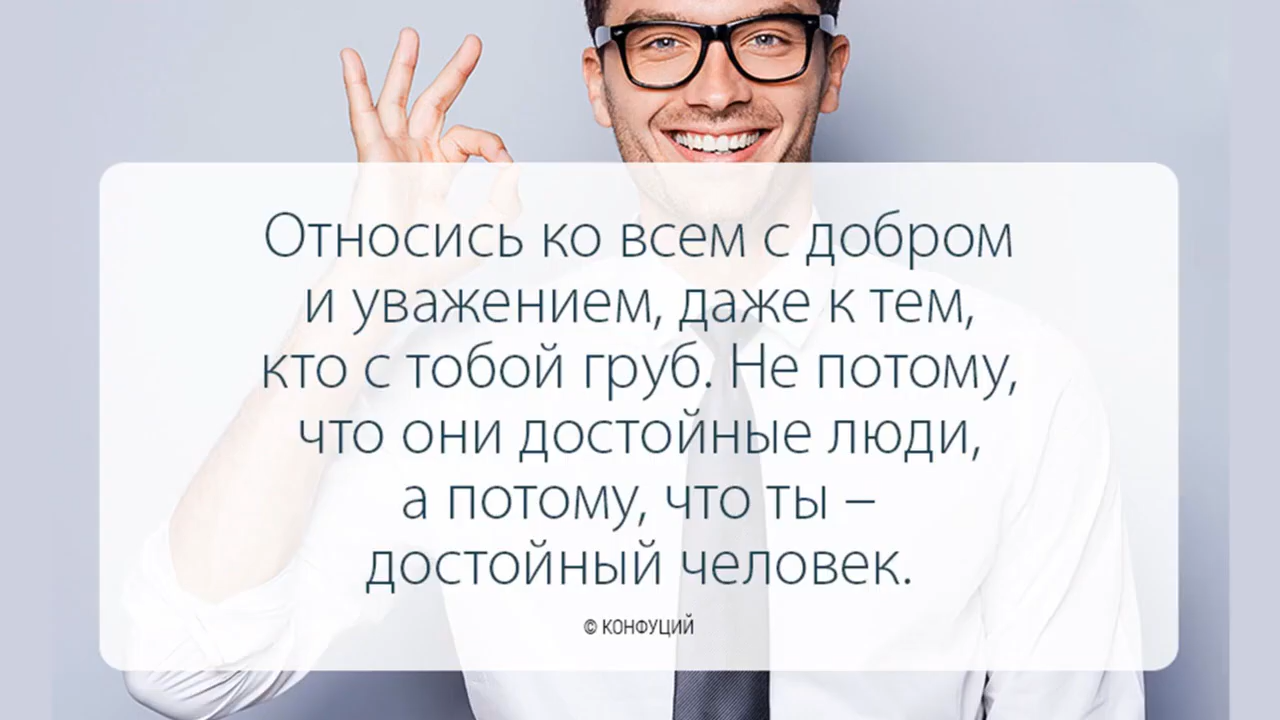 Относись ко всем с добром
и уважением, даже к тем,
кто с тобой груб. Не потому,
что они достойные люди,
а потому, что ты –
достойный человек.
© КОНФУЦИЙ